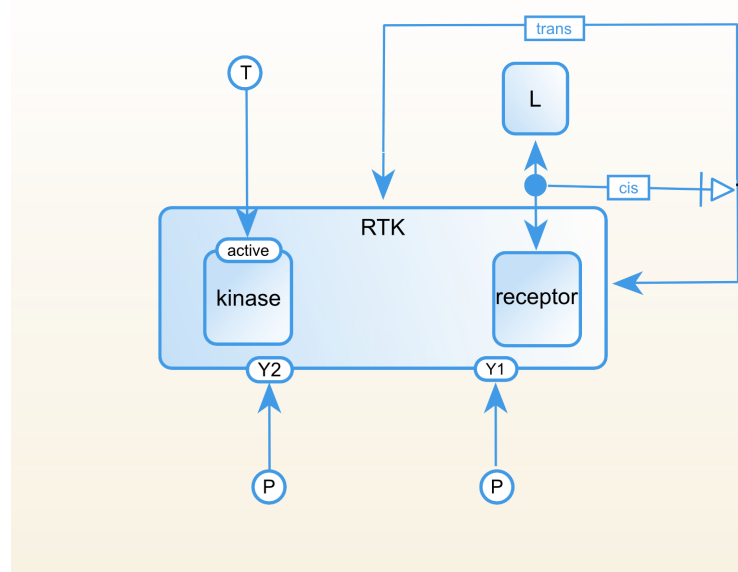 trans
T
L
cis
RTK
active
kinase
receptor
Y2
Y1
P
P